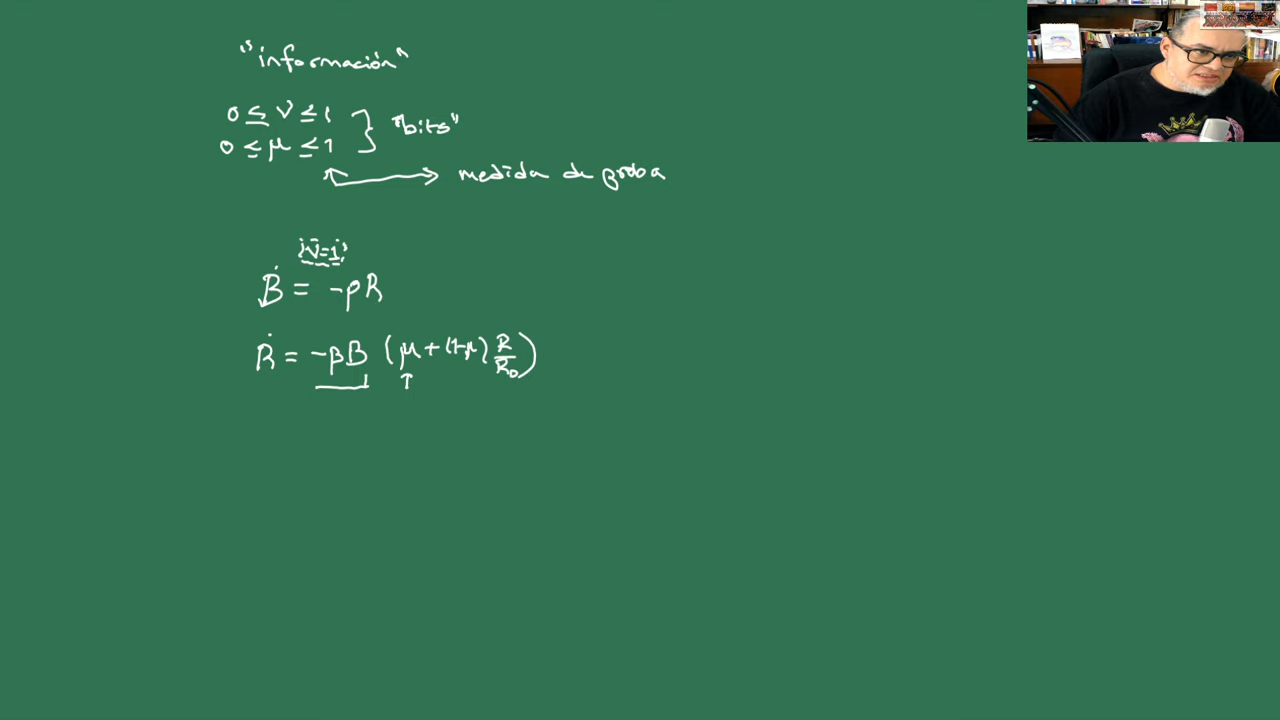 "información"
0 ≤ ν ≤ 1
"bits"
0 ≤ μ ≤ 1
medida de proba
"ν=1"
Ḃ = -ρR
Ṙ = -βB (μ + (1-μ) R/R₀)